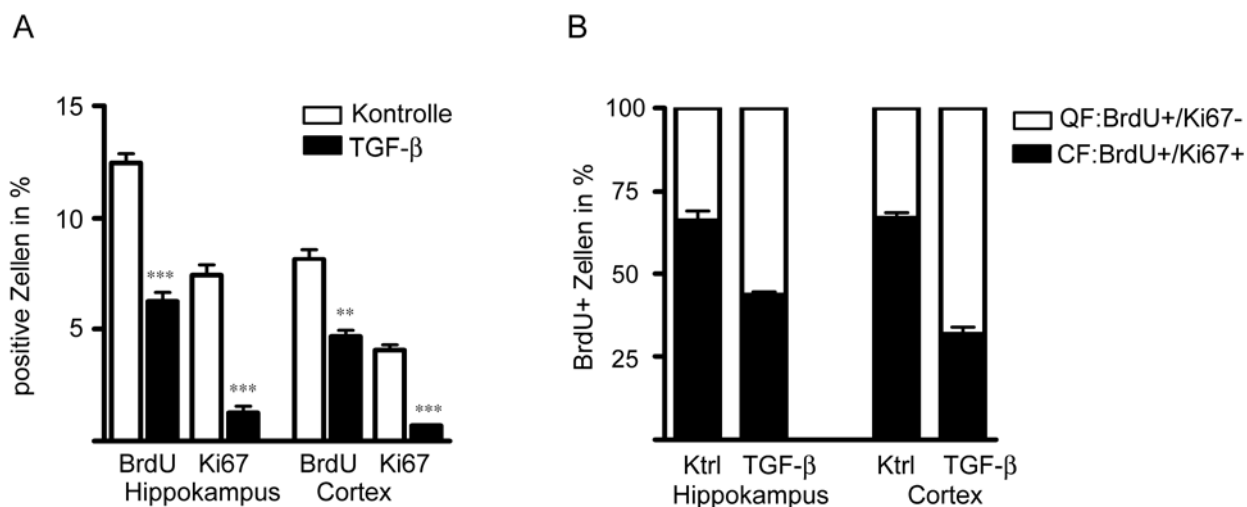 A
positive Zellen in %
15
10
5
Kontrolle
TGF-β
***
***
**
***
BrdU Ki67 BrdU Ki67
Hippokampus Cortex
B
BrdU+ Zellen in %
100
75
50
25
QF:BrdU+/Ki67-
CF:BrdU+/Ki67+
Ktrl TGF-β Ktrl TGF-β
Hippokampus Cortex